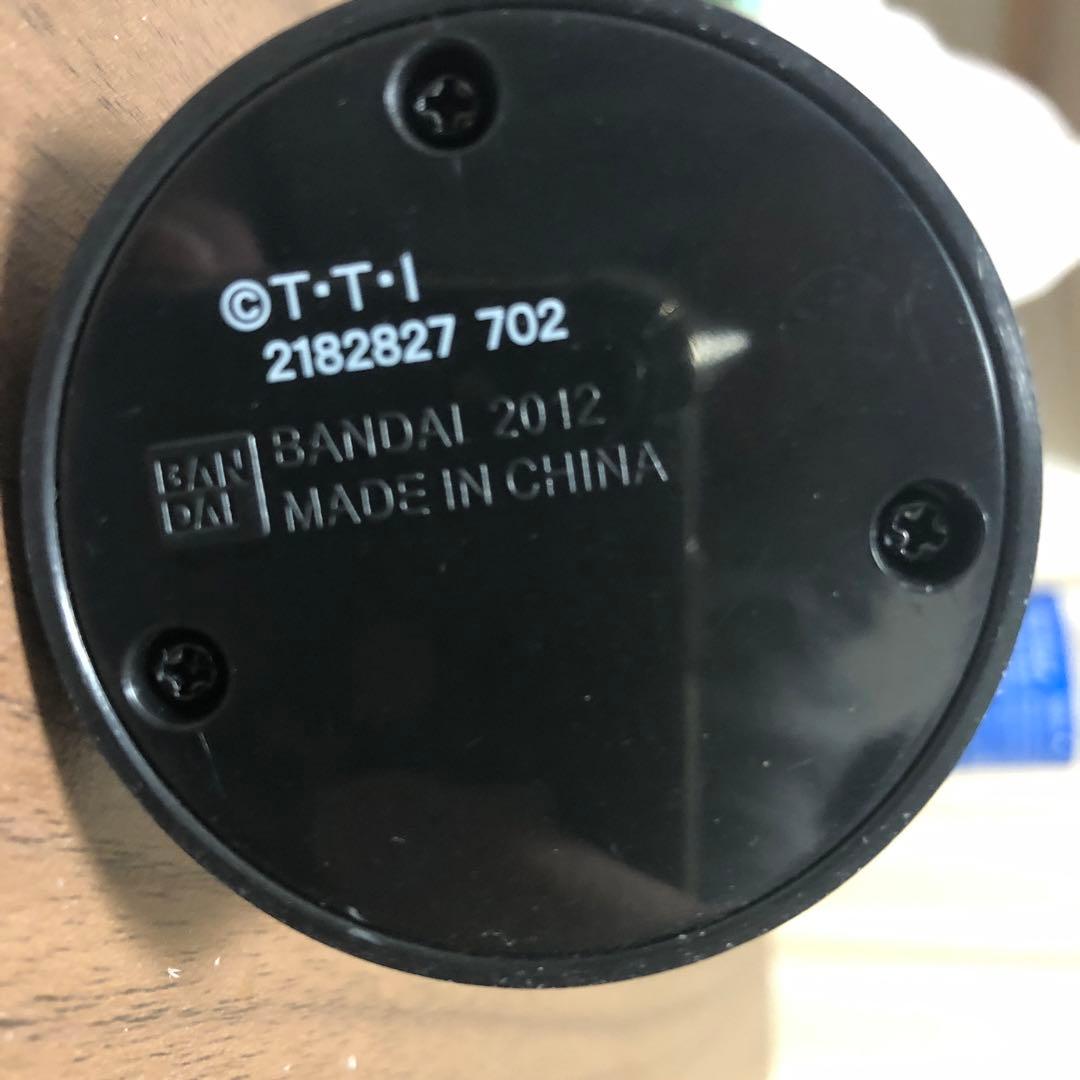 ©T·T·I
2182827 702
BAN
DAI
BANDAI 2012
MADE IN CHINA